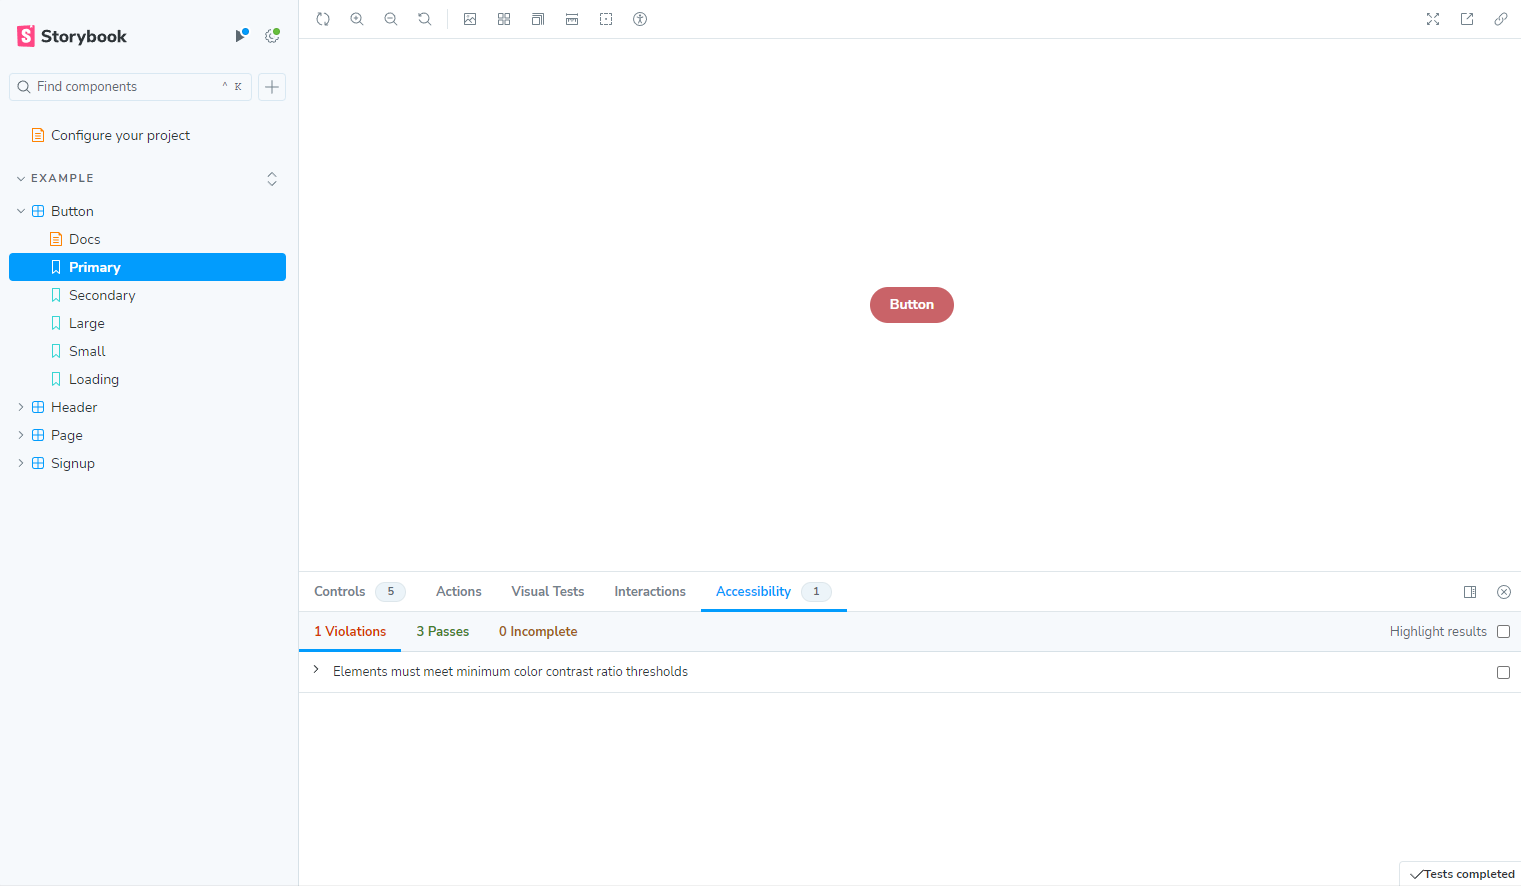 Storybook
Find components
^ K
Configure your project
EXAMPLE
Button
Docs
Primary
Secondary
Large
Small
Loading
Header
Page
Signup
Button
Controls 5 Actions Visual Tests Interactions Accessibility 1
1 Violations 3 Passes 0 Incomplete Highlight results
Elements must meet minimum color contrast ratio thresholds
Tests completed